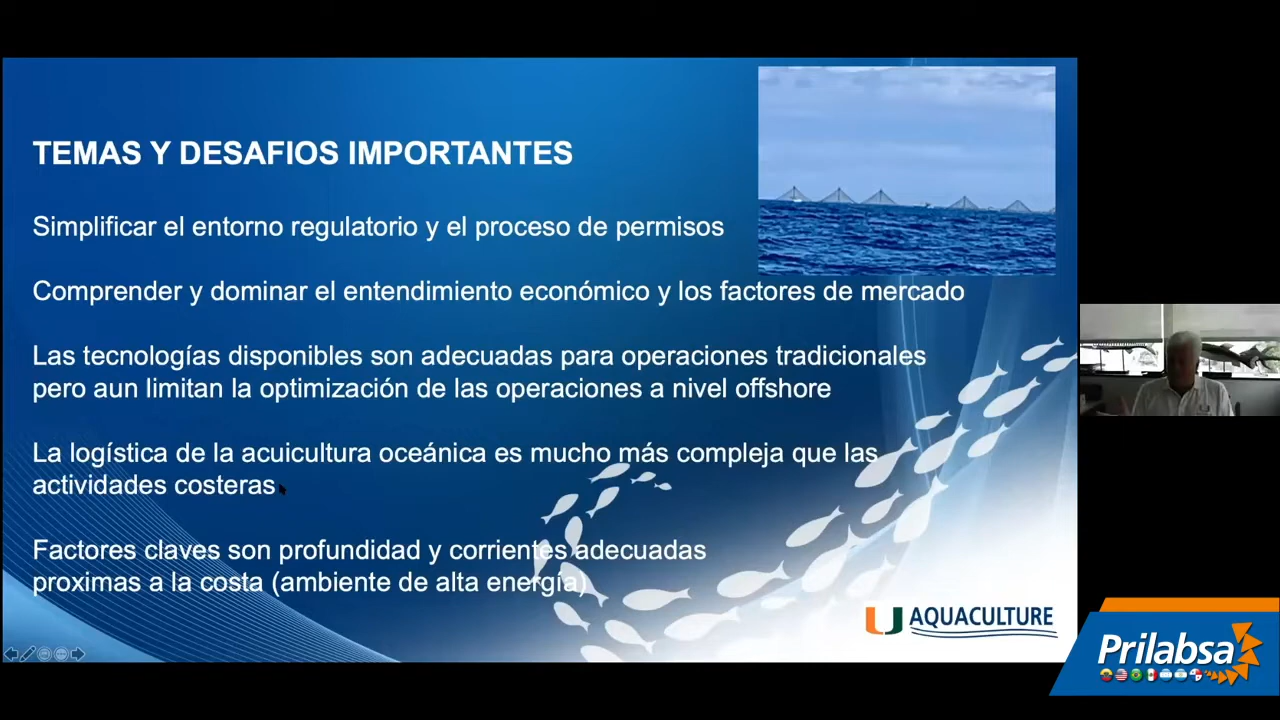 TEMAS Y DESAFIOS IMPORTANTES
Simplificar el entorno regulatorio y el proceso de permisos
Comprender y dominar el entendimiento económico y los factores de mercado
Las tecnologías disponibles son adecuadas para operaciones tradicionales
pero aun limitan la optimización de las operaciones a nivel offshore
La logística de la acuicultura oceánica es mucho más compleja que las
actividades costeras
Factores claves son profundidad y corrientes adecuadas
proximas a la costa (ambiente de alta energía)
U AQUACULTURE
Prilabsa